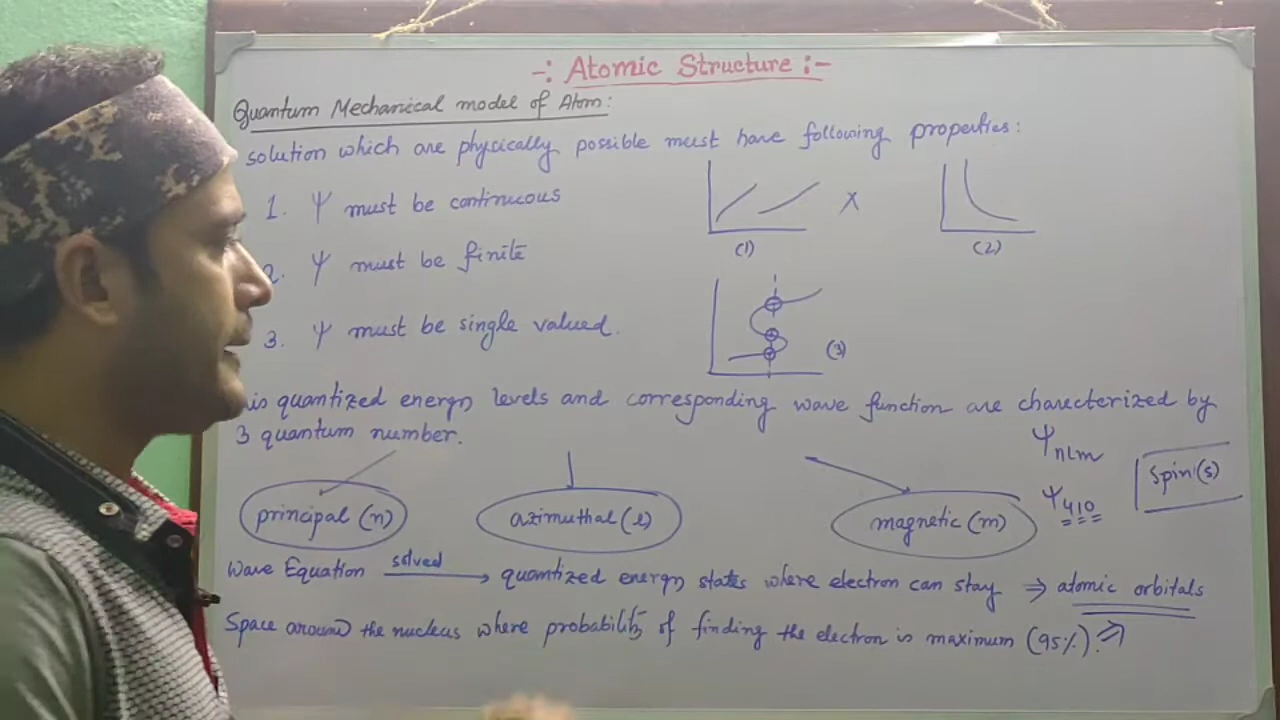 -: Atomic Structure :-
Quantum Mechanical model of Atom:
solution which are physically possible must have following properties:
1. Ψ must be continuous
(1)
X
(2)
2. Ψ must be finite
3. Ψ must be single valued.
(3)
is quantized energy levels and corresponding wave function are charecterized by
3 quantum number.
Ψnlm
Spin(s)
Ψ410
principal (n)
azimuthal (l)
magnetic (m)
Wave Equation solved → quantized energy states where electron can stay ⇒ atomic orbitals
Space around the nucleus where probability of finding the electron is maximum (95%). ⇒